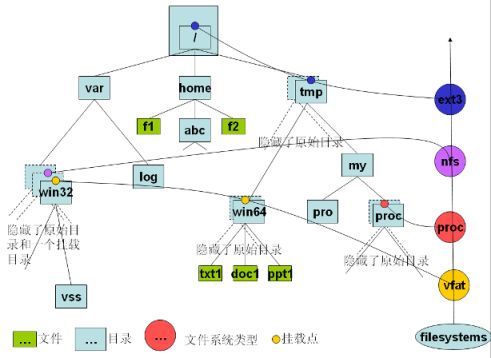 /
var
home
tmp
ext3
f1
f2
abc
隐藏了原始目录
nfs
my
log
win32
win64
pro
proc
proc
隐藏了原始目
录和一个挂载
目录
隐藏了原始目录
隐藏了原始目录
txt1
doc1
ppt1
vfat
vss
filesystems
... 文件
... 目录
... 文件系统类型
挂载点